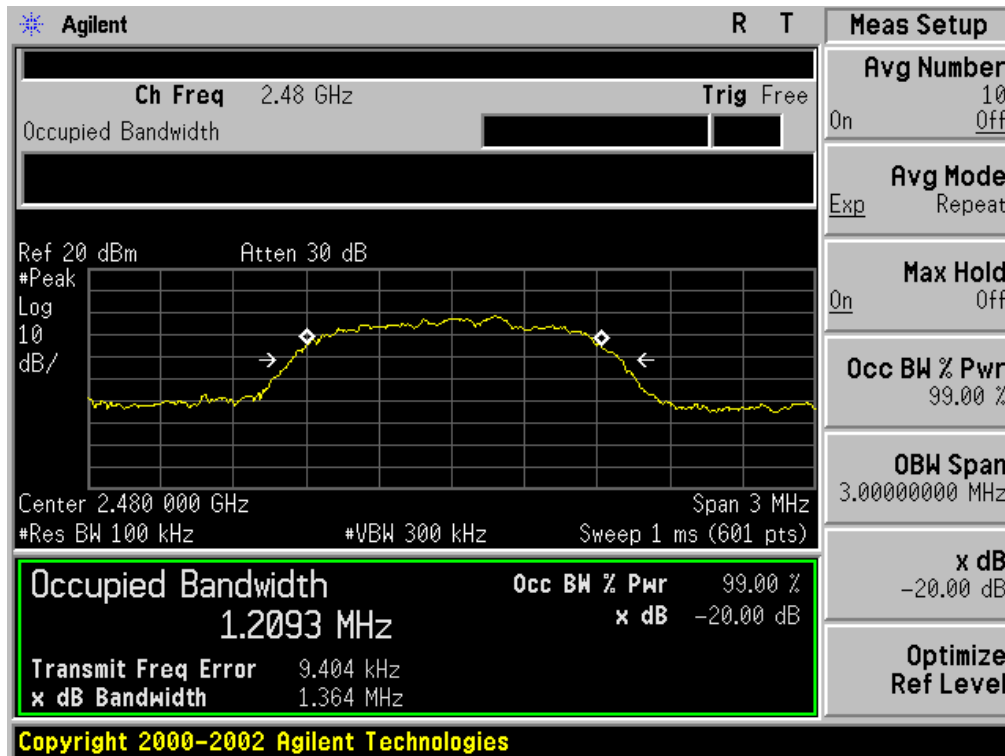 Agilent R T
Ch Freq 2.48 GHz Trig Free
Occupied Bandwidth
Ref 20 dBm Atten 30 dB
#Peak
Log
10
dB/
Center 2.480 000 GHz Span 3 MHz
#Res BW 100 kHz #VBW 300 kHz Sweep 1 ms (601 pts)
Occupied Bandwidth
1.2093 MHz
Occ BW % Pwr 99.00 %
x dB -20.00 dB
Transmit Freq Error 9.404 kHz
x dB Bandwidth 1.364 MHz
Copyright 2000-2002 Agilent Technologies
Meas Setup
Avg Number
10
On Off
Avg Mode
Exp Repeat
Max Hold
On Off
Occ BW % Pwr
99.00 %
OBW Span
3.00000000 MHz
x dB
-20.00 dB
Optimize
Ref Level